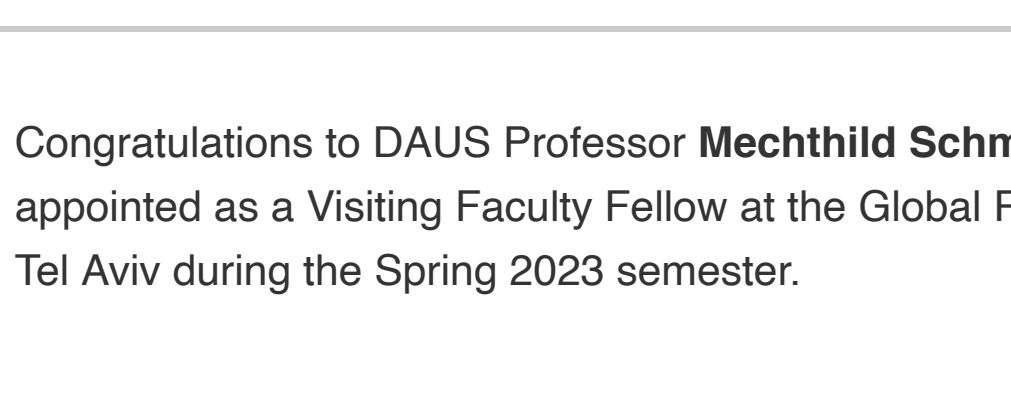 Congratulations to DAUS Professor Mechthild
appointed as a Visiting Faculty Fellow at the Global
Tel Aviv during the Spring 2023 semester.